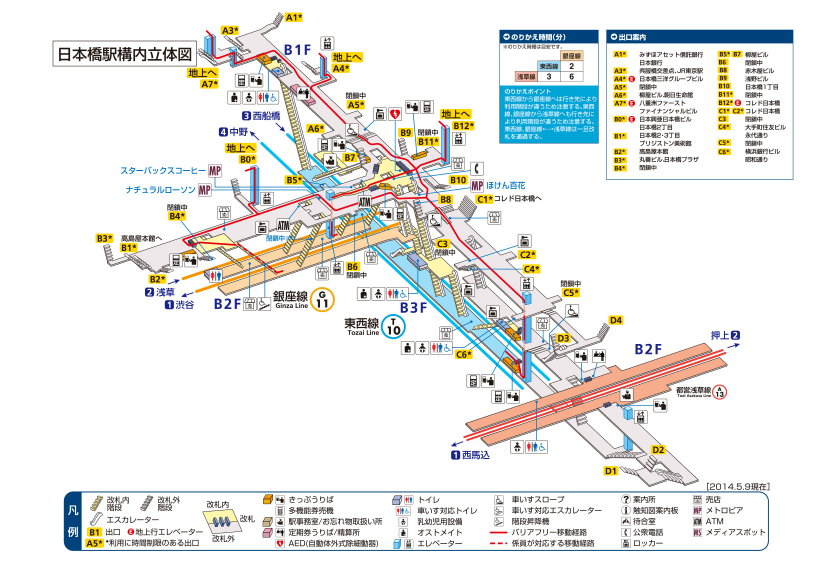 日本橋駅構内立体図
A1*
A3*
B1F
地上へ
A4*
地上へ
A7*
閉鎖中
A5*
3 西船橋
4 中野
A6*
地上へ
B12*
B9
閉鎖中
B11*
地上へ
B0*
B7
スターバックスコーヒー MP
ナチュラルローソン MP
B5*
B10
MP ほけん百花
ATM
B8
C1* コレド日本橋へ
閉鎖中
B4*
ATM
閉鎖中
B3*
高島屋本館へ
B1*
B2*
B6
閉鎖中
C3
閉鎖中
C2*
C4*
2 浅草
1 渋谷
B2F
銀座線
Ginza Line
G
11
B3F
東西線
Tozai Line
T
10
閉鎖中
C5*
D4
D3
C6*
押上 2
B2F
都営浅草線
Toei Asakusa Line
A
13
1 西馬込
D2
D1
[2014.5.9現在]
のりかえ時間(分)
*のりかえ時間は目安です。
銀座線
東西線 2
浅草線 3 6
のりかえポイント
東西線から銀座線へは行き先により
利用階段が違うため注意する。東西
線、銀座線から浅草線へも行き先に
より利用階段が違うため注意する。
東西線、銀座線←→浅草線は一旦改
札を通過する。
出口案内
A1* みずほアセット信託銀行
日本銀行
A3* 呉服橋交差点、JR東京駅
A4* E 日本橋三洋グループビル
A5* 閉鎖中
A6* 柳屋ビル、朝日生命館
A7* E 八重洲ファースト
ファイナンシャルビル
B0* E 日本興亜日本橋ビル
日本橋2丁目
B1* 日本橋2・3丁目
ブリヂストン美術館
B2* 高島屋本館
B3* 丸善ビル、日本橋プラザ
B4* 閉鎖中
B5* B7 柳屋ビル
B6 閉鎖中
B8 赤木屋ビル
B9 浅野ビル
B10 日本橋1丁目
B11* 閉鎖中
B12* E コレド日本橋
C1* C2* コレド日本橋
C3 閉鎖中
C4* 大手町住友ビル
永代通り
C5* 閉鎖中
C6* 横浜銀行ビル
昭和通り
凡例
改札内
階段
改札外
階段
エスカレーター
B1 出口 E 地上行エレベーター
A5* *利用に時間制限のある出口
改札内
改札
改札外
きっぷうりば
多機能券売機
駅事務室/お忘れ物取扱い所
定期券うりば/精算所
AED(自動体外式除細動器)
トイレ
車いす対応トイレ
乳幼児用設備
オストメイト
エレベーター
車いすスロープ
車いす対応エスカレーター
階段昇降機
バリアフリー移動経路
係員が対応する移動経路
案内所
触知図案内板
待合室
公衆電話
ロッカー
売店
MP メトロピア
ATM ATM
MS メディアスポット